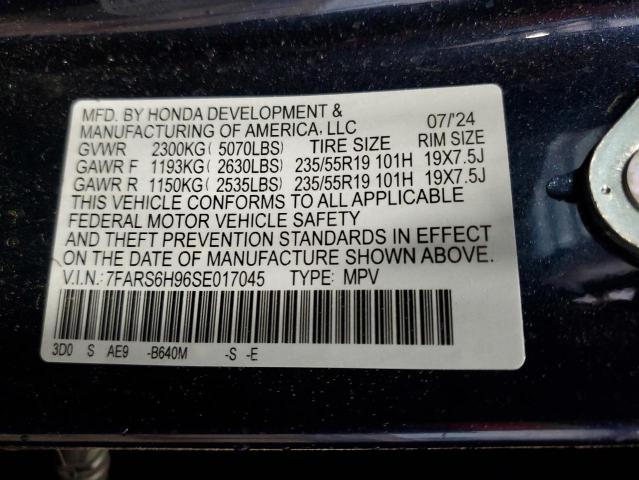 MFD. BY HONDA DEVELOPMENT &
MANUFACTURING OF AMERICA, LLC 07/'24
GVWR 2300KG ( 5070LBS) TIRE SIZE RIM SIZE
GAWR F 1193KG ( 2630LBS) 235/55R19 101H 19X7.5J
GAWR R 1150KG ( 2535LBS) 235/55R19 101H 19X7.5J
THIS VEHICLE CONFORMS TO ALL APPLICABLE
FEDERAL MOTOR VEHICLE SAFETY
AND THEFT PREVENTION STANDARDS IN EFFECT
ON THE DATE OF MANUFACTURE SHOWN ABOVE.
V.I.N.: 7FARS6H96SE017045 TYPE: MPV
3D0 S AE9 -B640M -S -E